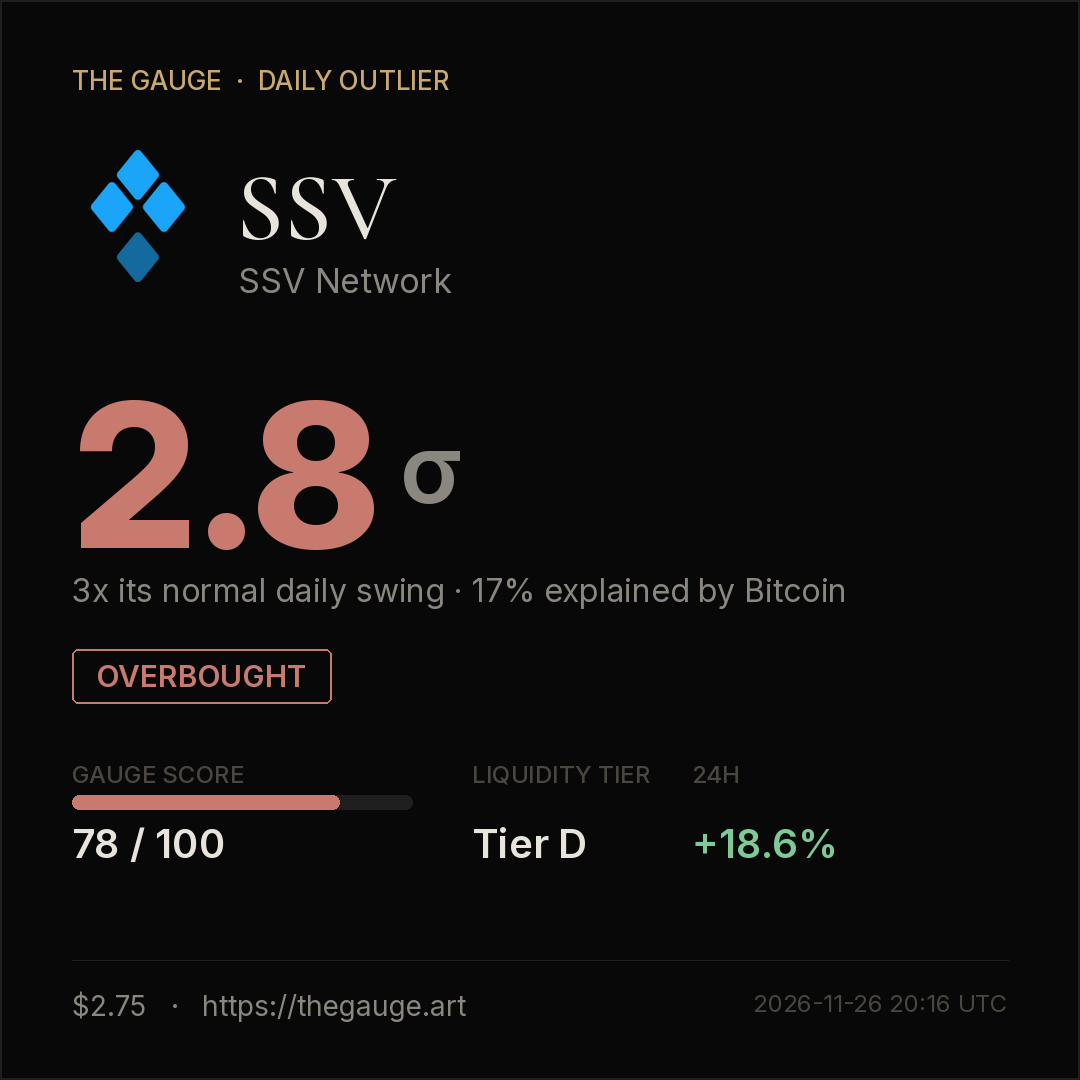 THE GAUGE · DAILY OUTLIER
SSV
SSV Network
2.8 σ
3x its normal daily swing · 17% explained by Bitcoin
OVERBOUGHT
GAUGE SCORE LIQUIDITY TIER 24H
78 / 100 Tier D +18.6%
$2.75 · https://thegauge.art 2026-11-26 20:16 UTC